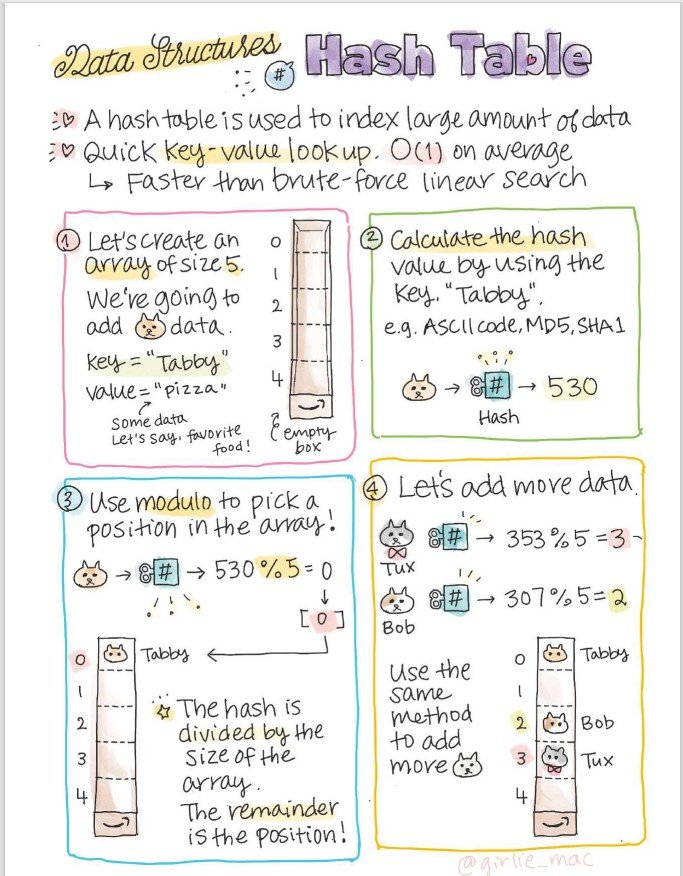 Data Structures
# Hash Table
A hash table is used to index large amount of data
Quick key-value look up. O(1) on average
↳ Faster than brute-force linear search
① Let's create an
array of size 5.
We're going to
add data.
key = "Tabby"
value = "pizza"
Some data
Let's say, favorite
food!
0
1
2
3
4
empty
box
② Calculate the hash
value by using the
key. "Tabby".
e.g. ASCII code, MD5, SHA1
→ # → 530
Hash
③ Use modulo to pick a
position in the array!
→ # → 530 % 5 = 0
[0]
0 Tabby
1
2
3
4
The hash is
divided by the
size of the
array.
The remainder
is the position!
④ Let's add more data.
# → 353 % 5 = 3
Tux
# → 307 % 5 = 2
Bob
Use the
same
method
to add
more
0 Tabby
1
2 Bob
3 Tux
4
@girlie_mac